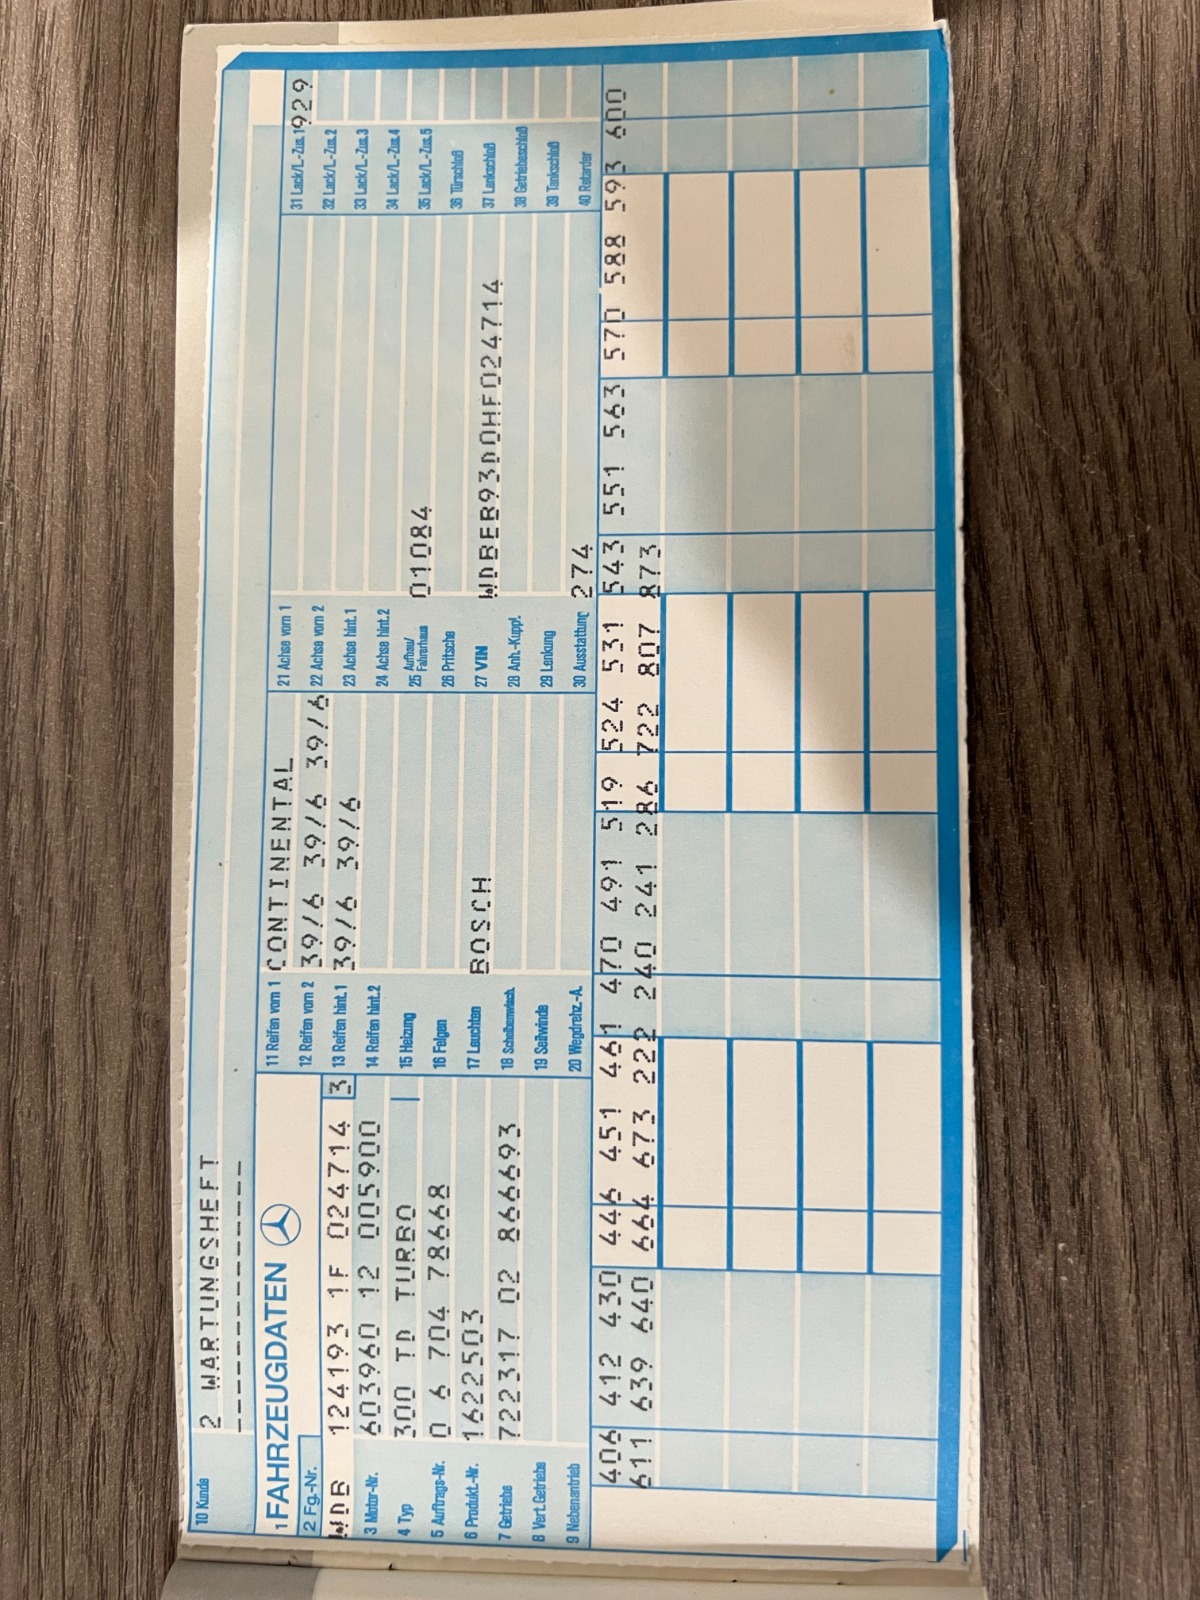 10 Kunde 2 WARTUNGSHEFT
----------------
1 FAHRZEUGDATEN
2 Fg.-Nr.
WDB 124193 1F 024714 3
3 Motor-Nr. 603960 12 005900
4 Typ 300 TD TURBO
5 Auftrags-Nr. 0 6 704 78668
6 Produkt.-Nr. 1622503
7 Getriebe 722317 02 866693
8 Vert.Getriebe
9 Nebenantrieb
11 Reifen vorn 1 CONTINENTAL
12 Reifen vorn 2 39/6 39/6 39/6
13 Reifen hint.1 39/6 39/6
14 Reifen hint.2
15 Heizung
16 Felgen
17 Leuchten BOSCH
18 Scheibenwisch.
19 Seilwinde
20 Wegdrehz.-A.
21 Achse vorn 1
22 Achse vorn 2
23 Achse hint.1
24 Achse hint.2
25 Aufbau/
Fahrerhaus 01084
26 Pritsche
27 VIN WDBEB93D0HF024714
28 Anh.-Kuppl.
29 Lenkung
30 Ausstattung 274
31 Lack/L-Zus.1 929
32 Lack/L-Zus.2
33 Lack/L-Zus.3
34 Lack/L-Zus.4
35 Lack/L-Zus.5
36 Türschloß
37 Lenkschloß
38 Getriebeschloß
39 Tankschloß
40 Retarder
406 412 430 446 451 461 470 491 519 524 531 543 551 563 570 588 593 600
611 639 640 664 673 222 240 241 286 722 807 873